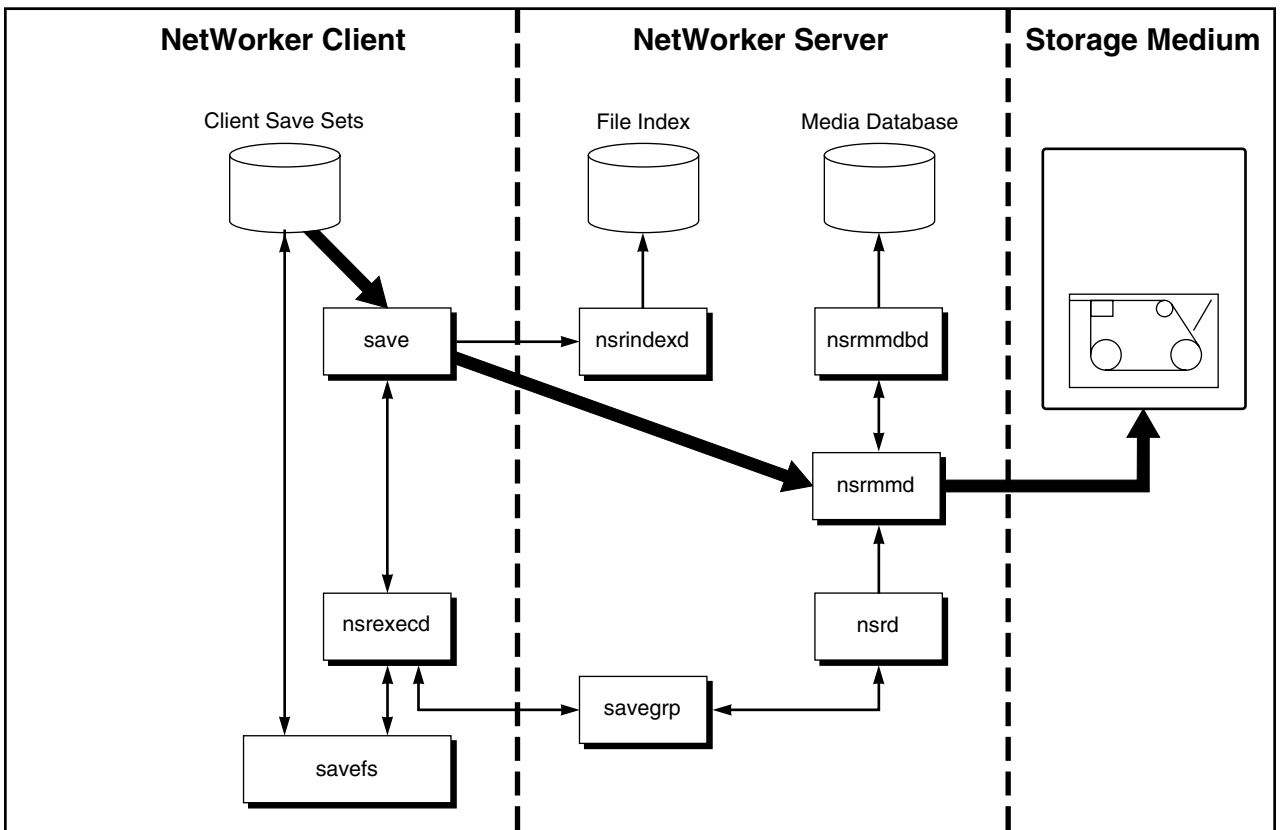 NetWorker Client
NetWorker Server
Storage Medium
Client Save Sets
File Index
Media Database
save
nsrindexd
nsrmmdbd
nsrmmd
nsrexecd
nsrd
savegrp
savefs